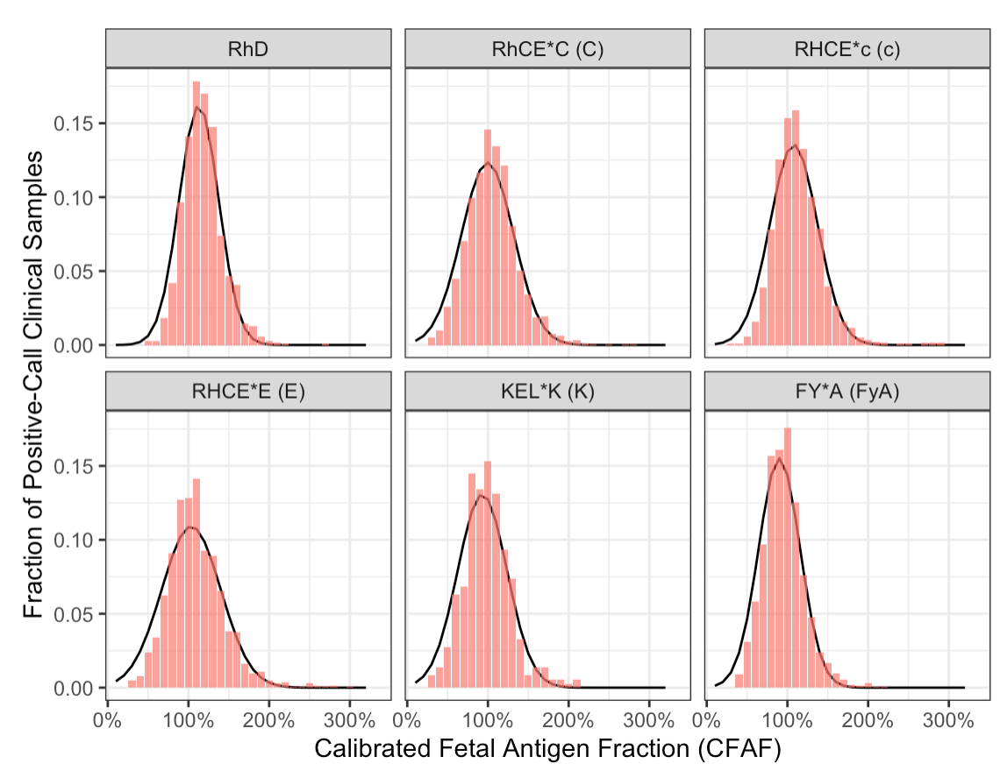 RhD
RhCE*C (C)
RHCE*c (c)
0.15
0.10
0.05
0.00
RHCE*E (E)
KEL*K (K)
FY*A (FyA)
0.15
0.10
0.05
0.00
0% 100% 200% 300%
0% 100% 200% 300%
0% 100% 200% 300%
Calibrated Fetal Antigen Fraction (CFAF)
Fraction of Positive-Call Clinical Samples